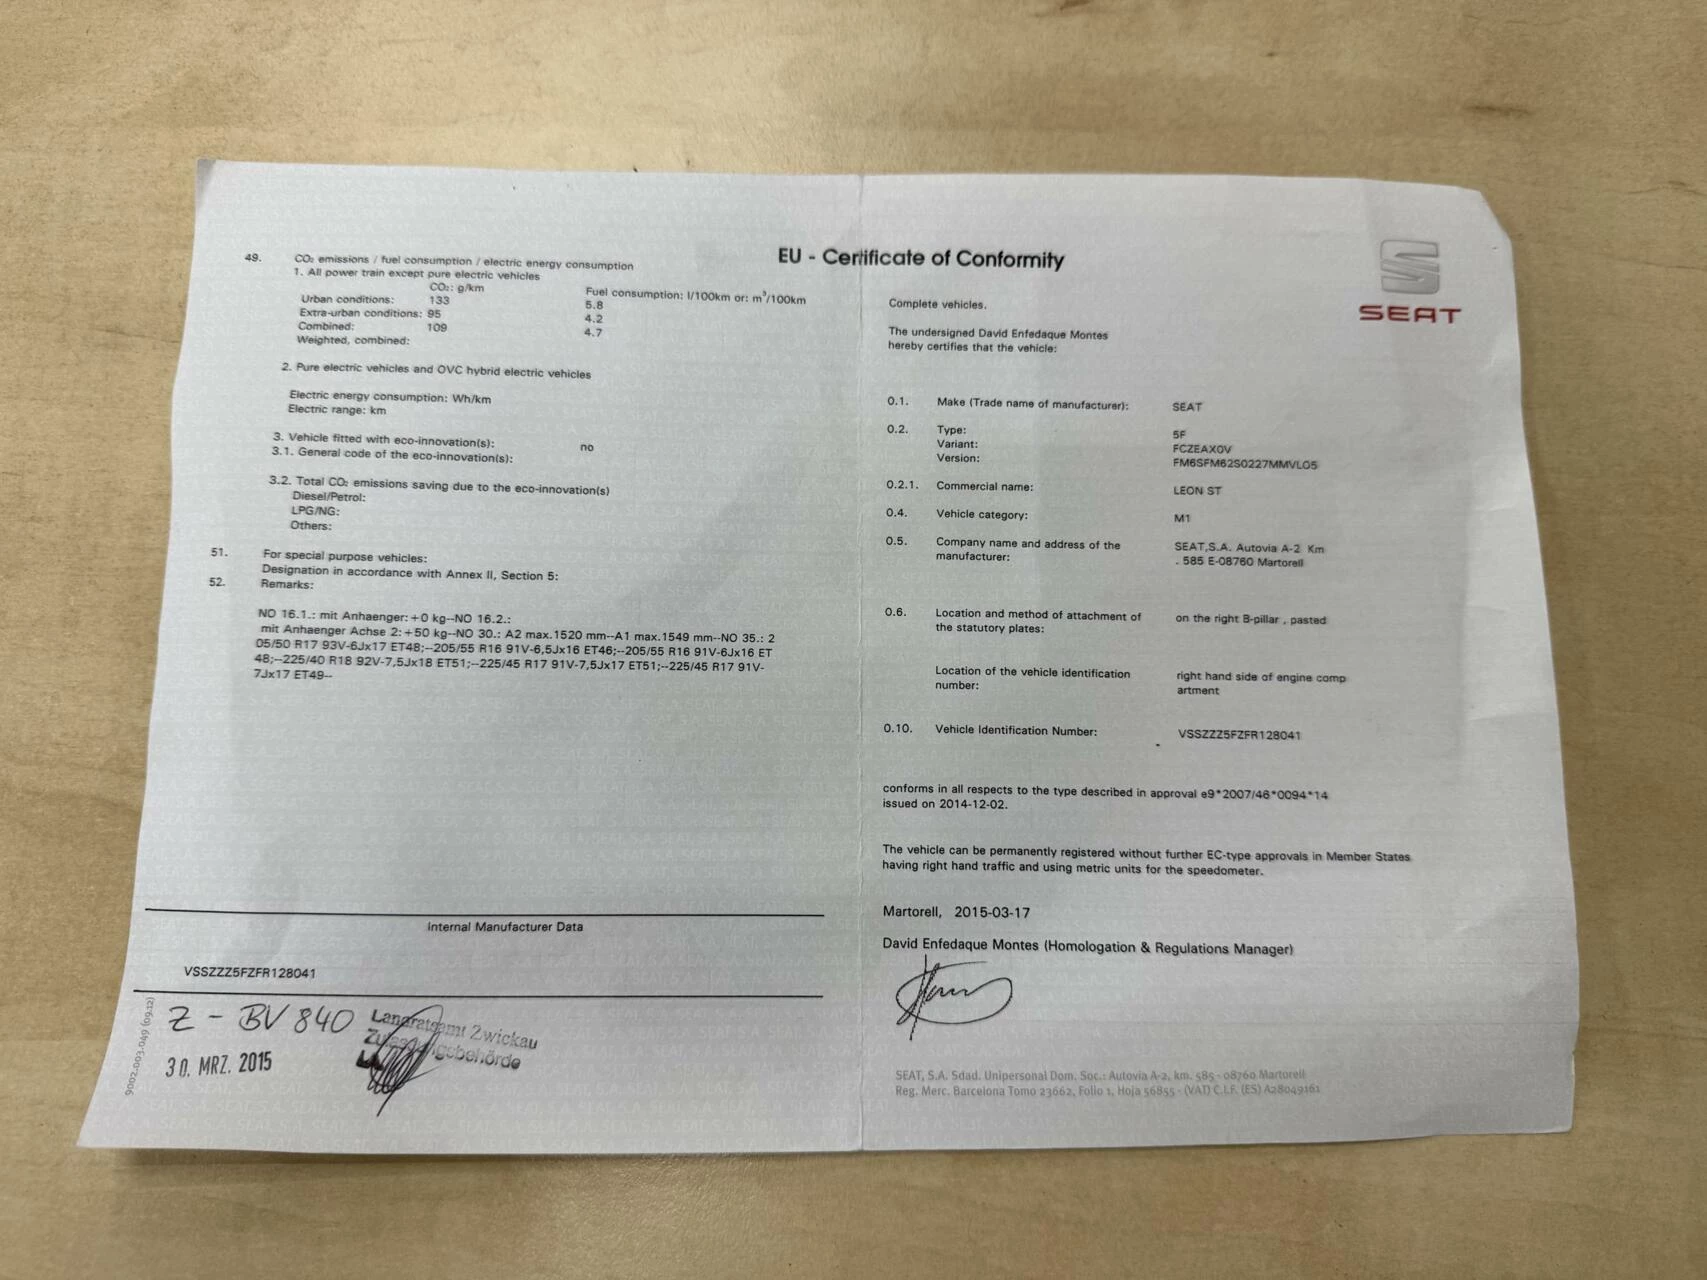 49. CO₂ emissions / fuel consumption / electric energy consumption
1. All power train except pure electric vehicles
CO₂: g/km Fuel consumption: l/100km or: m³/100km
Urban conditions: 133 5.8
Extra-urban conditions: 95 4.2
Combined: 109 4.7
Weighted, combined:
2. Pure electric vehicles and OVC hybrid electric vehicles
Electric energy consumption: Wh/km
Electric range: km
3. Vehicle fitted with eco-innovation(s): no
3.1. General code of the eco-innovation(s):
3.2. Total CO₂ emissions saving due to the eco-innovation(s)
Diesel/Petrol:
LPG/NG:
Others:
51. For special purpose vehicles:
Designation in accordance with Annex II, Section 5:
52. Remarks:
NO 16.1.: mit Anhaenger:+0 kg--NO 16.2.:
mit Anhaenger Achse 2:+50 kg--NO 30.: A2 max.1520 mm--A1 max.1549 mm--NO 35.: 2
05/50 R17 93V-6Jx17 ET48;--205/55 R16 91V-6,5Jx16 ET46;--205/55 R16 91V-6Jx16 ET
48;--225/40 R18 92V-7,5Jx18 ET51;--225/45 R17 91V-7,5Jx17 ET51;--225/45 R17 91V-
7Jx17 ET49--
Internal Manufacturer Data
VSSZZZ5FZFR128041
Z - BV 840
30. MRZ. 2015
Landratsamt Zwickau
Zulassungsbehörde
9002.003.049 (09.12)
EU - Certificate of Conformity
SEAT
Complete vehicles.
The undersigned David Enfedaque Montes
hereby certifies that the vehicle:
0.1. Make (Trade name of manufacturer): SEAT
0.2. Type: 5F
Variant: FCZEAX0V
Version: FM6SFM62S0227MMVLO5
0.2.1. Commercial name: LEON ST
0.4. Vehicle category: M1
0.5. Company name and address of the SEAT,S.A. Autovia A-2 Km
manufacturer: . 585 E-08760 Martorell
0.6. Location and method of attachment of on the right B-pillar , pasted
the statutory plates:
Location of the vehicle identification right hand side of engine comp
number: artment
0.10. Vehicle Identification Number: VSSZZZ5FZFR128041
conforms in all respects to the type described in approval e9*2007/46*0094*14
issued on 2014-12-02.
The vehicle can be permanently registered without further EC-type approvals in Member States
having right hand traffic and using metric units for the speedometer.
Martorell, 2015-03-17
David Enfedaque Montes (Homologation & Regulations Manager)
SEAT, S.A. Sdad. Unipersonal Dom. Soc.: Autovia A-2, km. 585 - 08760 Martorell
Reg. Merc. Barcelona Tomo 23662, Folio 1, Hoja 56855 - (VAT) C.I.F. (ES) A28049161